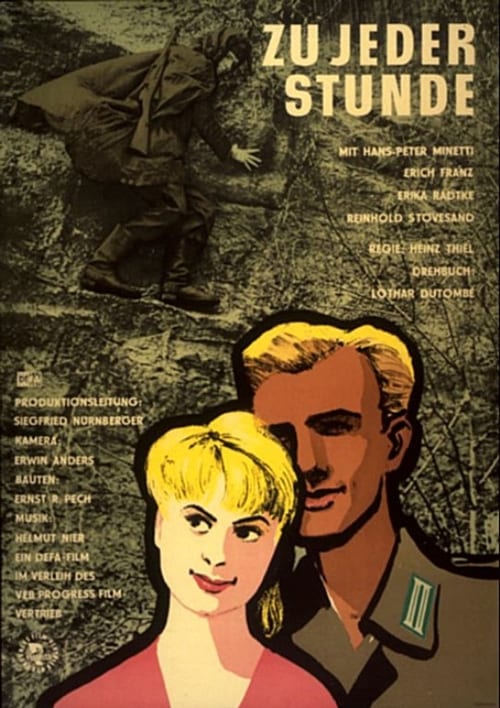 ZU JEDER
STUNDE
MIT HANS-PETER MINETTI
ERICH FRANZ
ERIKA RADTKE
REINHOLD STÖVESAND
REGIE: HEINZ THIEL
DREHBUCH:
LOTHAR DUTOMBÉ
DEFA
PRODUKTIONSLEITUNG:
SIEGFRIED NÜRNBERGER
KAMERA:
ERWIN ANDERS
BAUTEN:
ERNST R. PECH
MUSIK:
HELMUT NIER
EIN DEFA-FILM
IM VERLEIH DES
VEB PROGRESS FILM
VERTRIEB